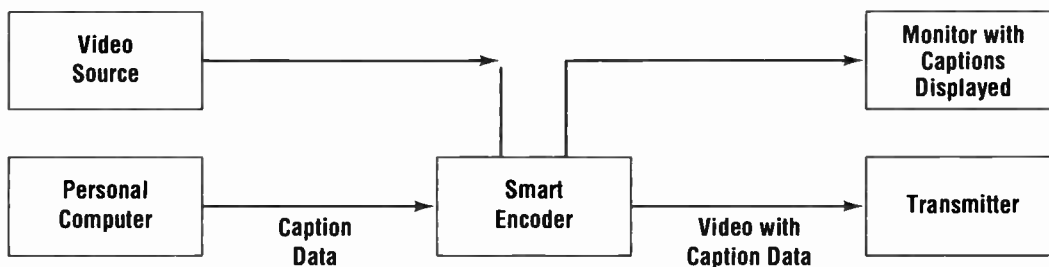 Video
Source
Monitor with
Captions
Displayed
Personal
Computer
Caption
Data
Smart
Encoder
Video with
Caption Data
Transmitter